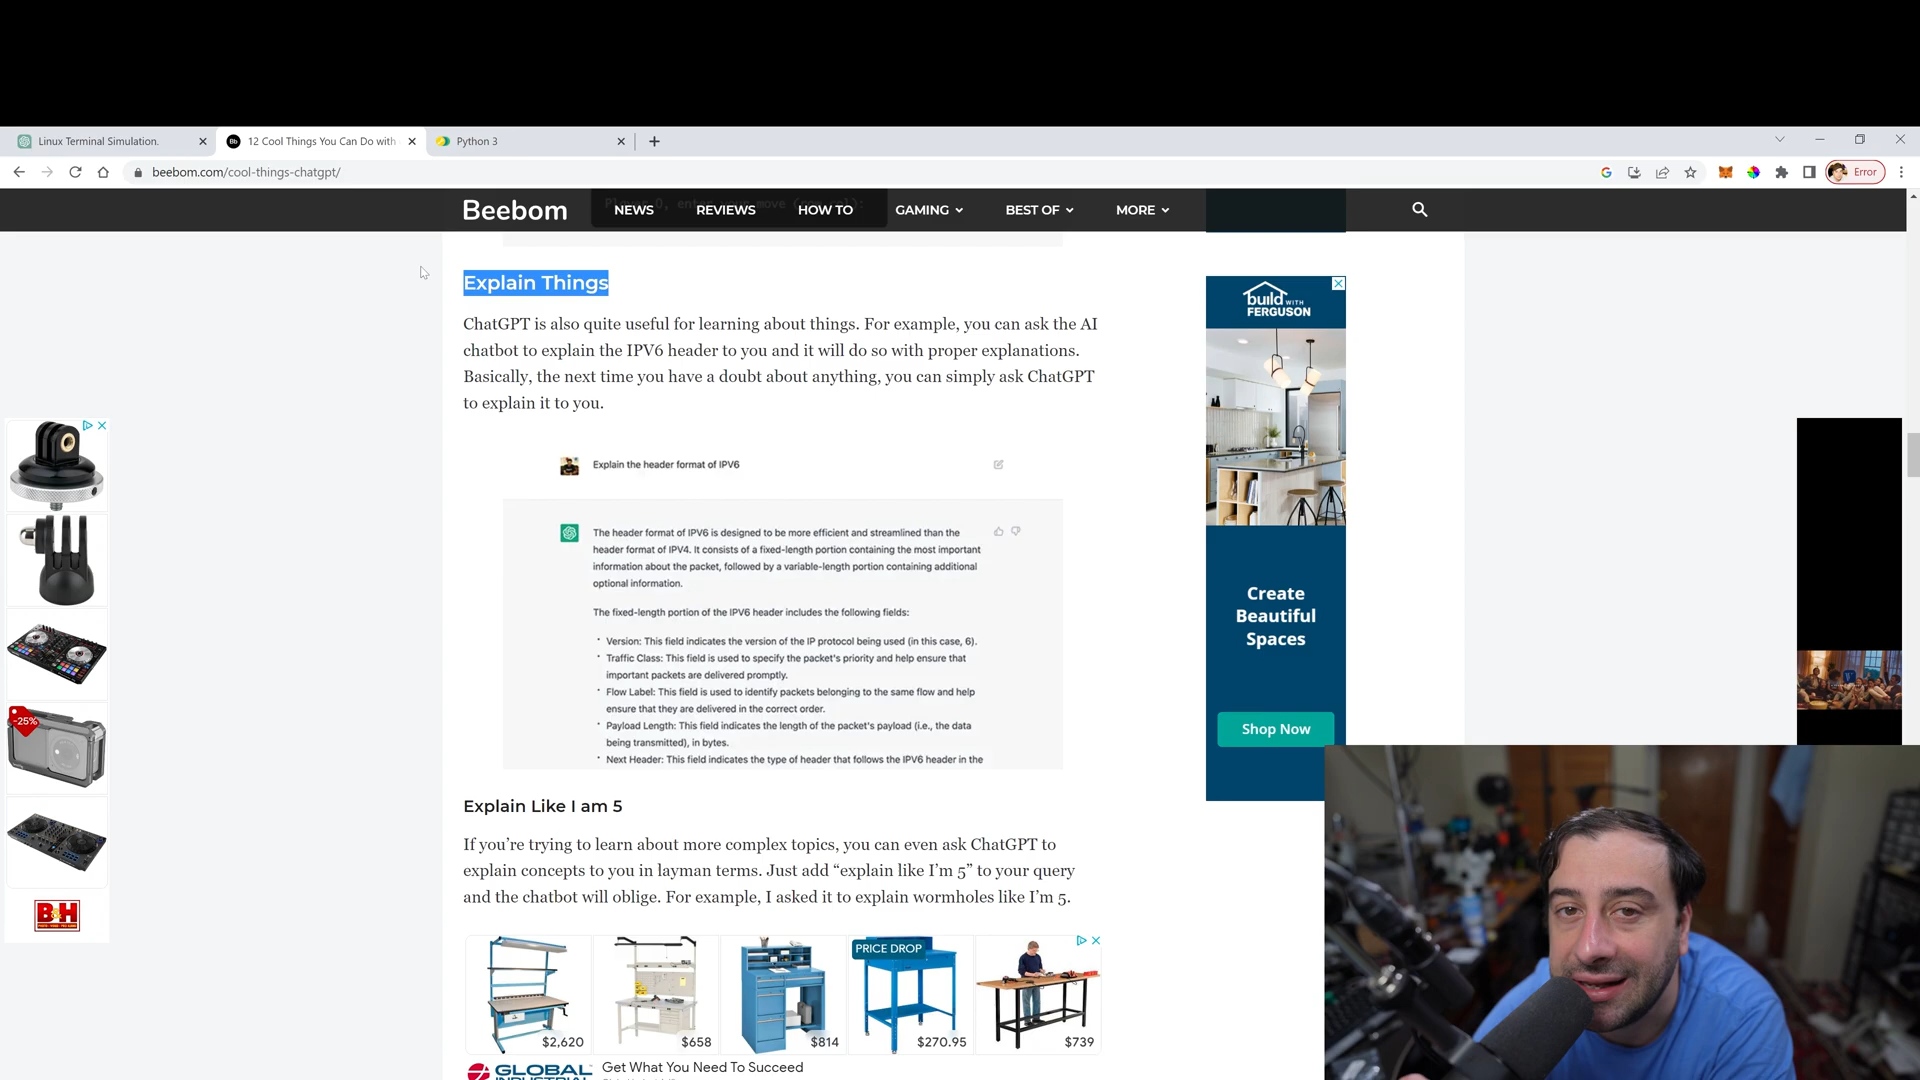 Linux Terminal Simulation.
12 Cool Things You Can Do with
Python 3
beebom.com/cool-things-chatgpt/
Error
Beebom
NEWS
REVIEWS
HOW TO
GAMING
BEST OF
MORE
Explain Things
ChatGPT is also quite useful for learning about things. For example, you can ask the AI
chatbot to explain the IPV6 header to you and it will do so with proper explanations.
Basically, the next time you have a doubt about anything, you can simply ask ChatGPT
to explain it to you.
Explain the header format of IPV6
The header format of IPV6 is designed to be more efficient and streamlined than the
header format of IPV4. It consists of a fixed-length portion containing the most important
information about the packet, followed by a variable-length portion containing additional
optional information.
The fixed-length portion of the IPV6 header includes the following fields:
• Version: This field indicates the version of the IP protocol being used (in this case, 6).
• Traffic Class: This field is used to specify the packet's priority and help ensure that
important packets are delivered promptly.
• Flow Label: This field is used to identify packets belonging to the same flow and help
ensure that they are delivered in the correct order.
• Payload Length: This field indicates the length of the packet's payload (i.e., the data
being transmitted), in bytes.
• Next Header: This field indicates the type of header that follows the IPV6 header in the
Explain Like I am 5
If you’re trying to learn about more complex topics, you can even ask ChatGPT to
explain concepts to you in layman terms. Just add “explain like I’m 5” to your query
and the chatbot will oblige. For example, I asked it to explain wormholes like I’m 5.
PRICE DROP
$2,620
$658
$814
$270.95
$739
GLOBAL
Get What You Need To Succeed
build WITH
FERGUSON
Create
Beautiful
Spaces
Shop Now
-25%
B&H